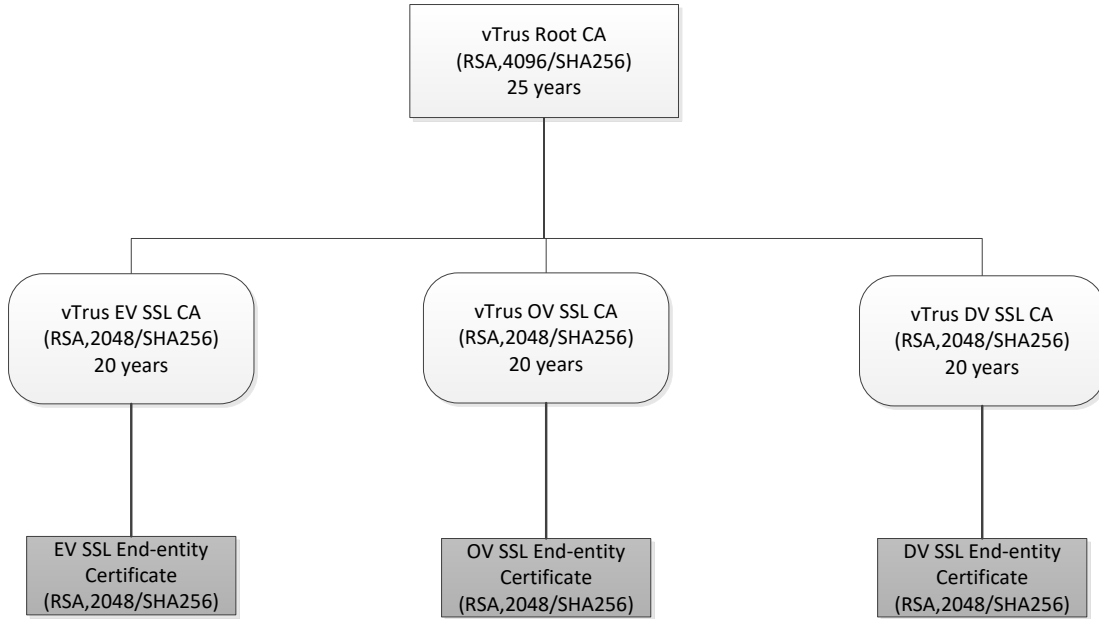 vTrus Root CA
(RSA,4096/SHA256)
25 years
vTrus EV SSL CA
(RSA,2048/SHA256)
20 years
vTrus OV SSL CA
(RSA,2048/SHA256)
20 years
vTrus DV SSL CA
(RSA,2048/SHA256)
20 years
EV SSL End-entity
Certificate
(RSA,2048/SHA256)
OV SSL End-entity
Certificate
(RSA,2048/SHA256)
DV SSL End-entity
Certificate
(RSA,2048/SHA256)